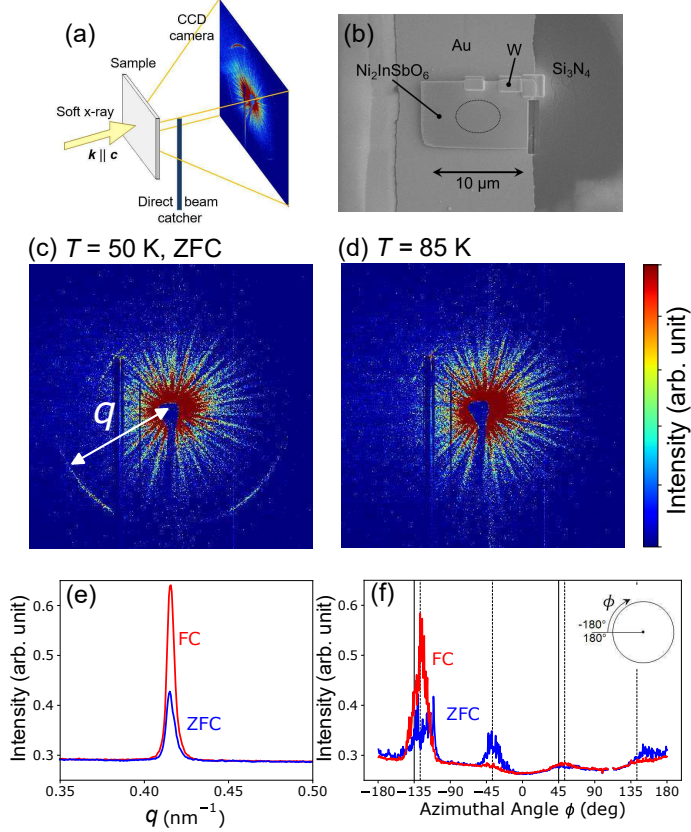 (a)
CCD
camera
Sample
Soft x-ray
k || c
Direct beam
catcher
(b)
Au
W
Si₃N₄
Ni₂InSbO₆
10 μm
(c) T = 50 K, ZFC
(d) T = 85 K
q
Intensity (arb. unit)
(e)
FC
ZFC
Intensity (arb. unit)
0.6
0.5
0.4
0.3
0.35 0.40 0.45 0.50
q (nm⁻¹)
(f)
ϕ
-180°
180°
FC
ZFC
Intensity (arb. unit)
0.6
0.5
0.4
0.3
−180 −135 −90 −45 0 45 90 135 180
Azimuthal Angle ϕ (deg)